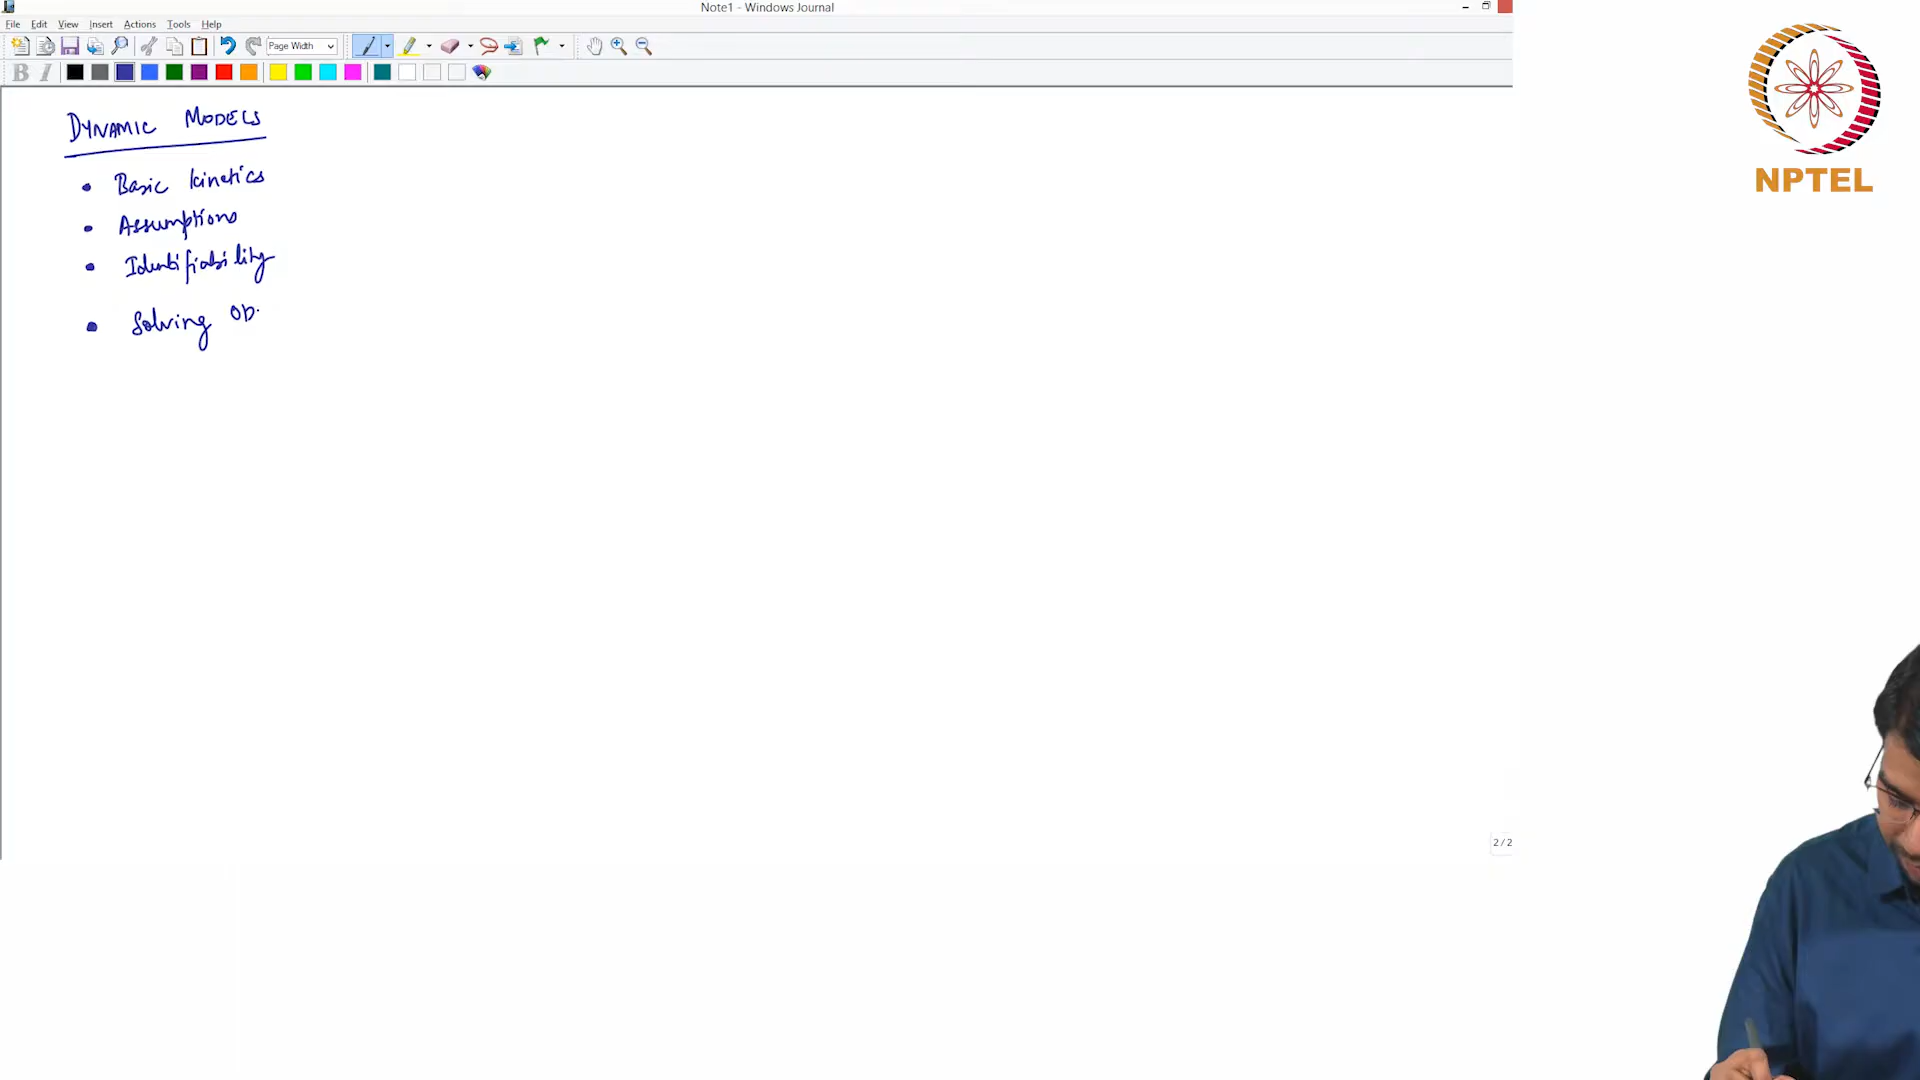 Note1 - Windows Journal
File Edit View Insert Actions Tools Help
Page Width
B I
DYNAMIC MODELS
• Basic kinetics
• Assumptions
• Identifiability
• Solving OD
2 / 2
NPTEL